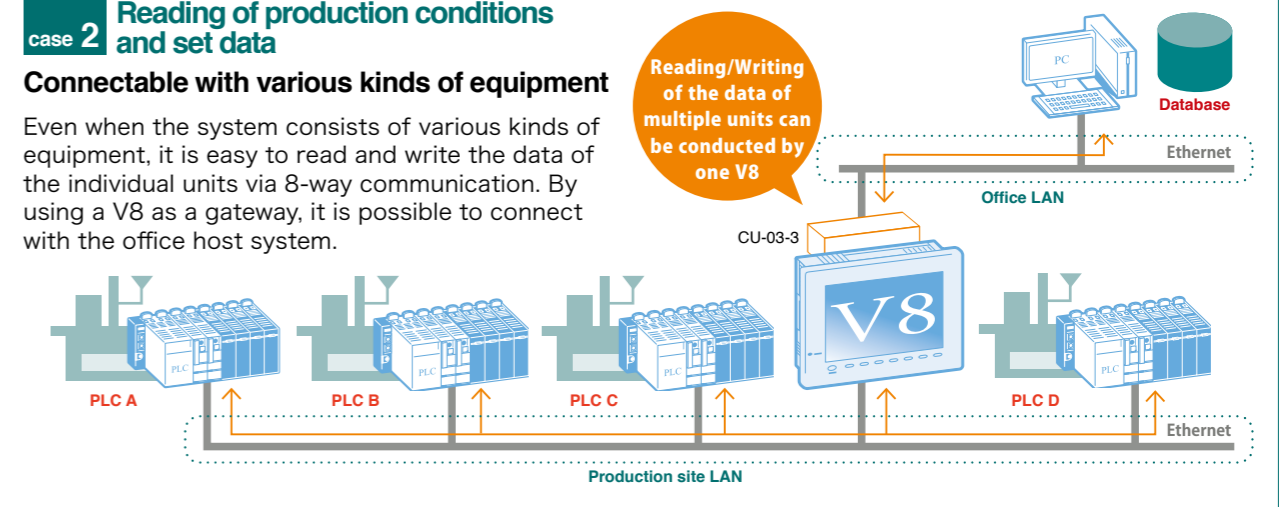 case 2
Reading of production conditions
and set data
Connectable with various kinds of equipment
Even when the system consists of various kinds of
equipment, it is easy to read and write the data of
the individual units via 8-way communication. By
using a V8 as a gateway, it is possible to connect
with the office host system.
Reading/Writing
of the data of
multiple units can
be conducted by
one V8
PC
Database
Ethernet
Office LAN
CU-03-3
V8
PLC
PLC
PLC
PLC
PLC A
PLC B
PLC C
PLC D
Ethernet
Production site LAN